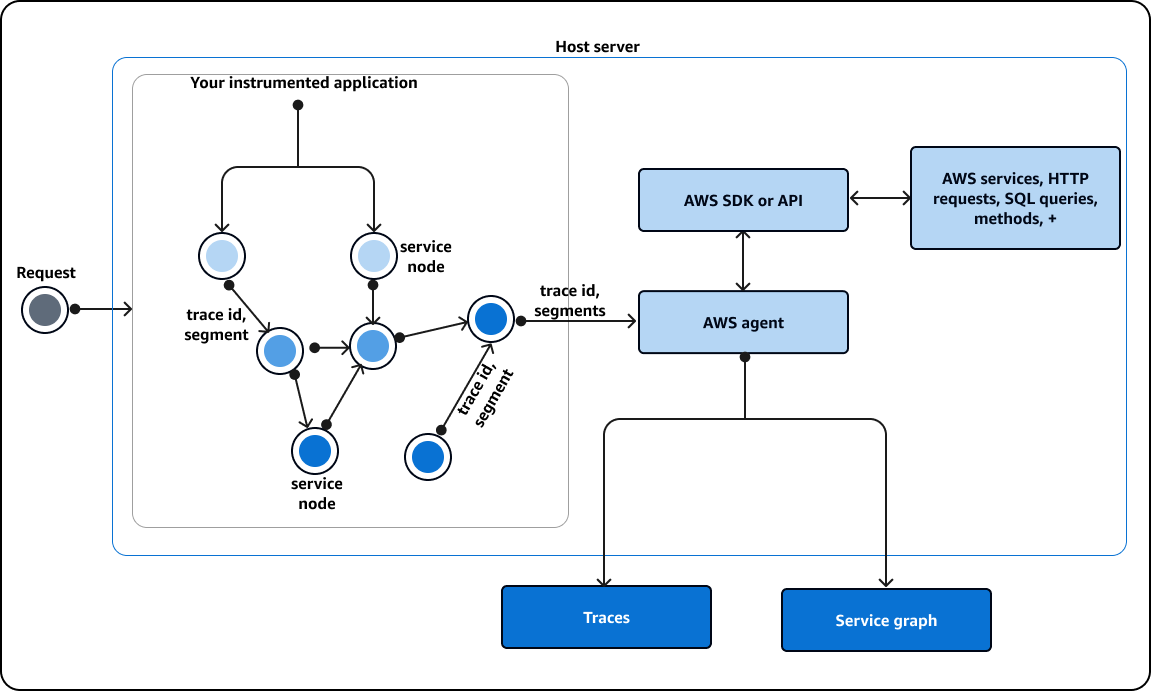 Host server
Your instrumented application
AWS services, HTTP
requests, SQL queries,
methods, +
AWS SDK or API
service
node
Request
trace id,
segment
trace id,
segments
AWS agent
trace id,
segment
service
node
Traces
Service graph